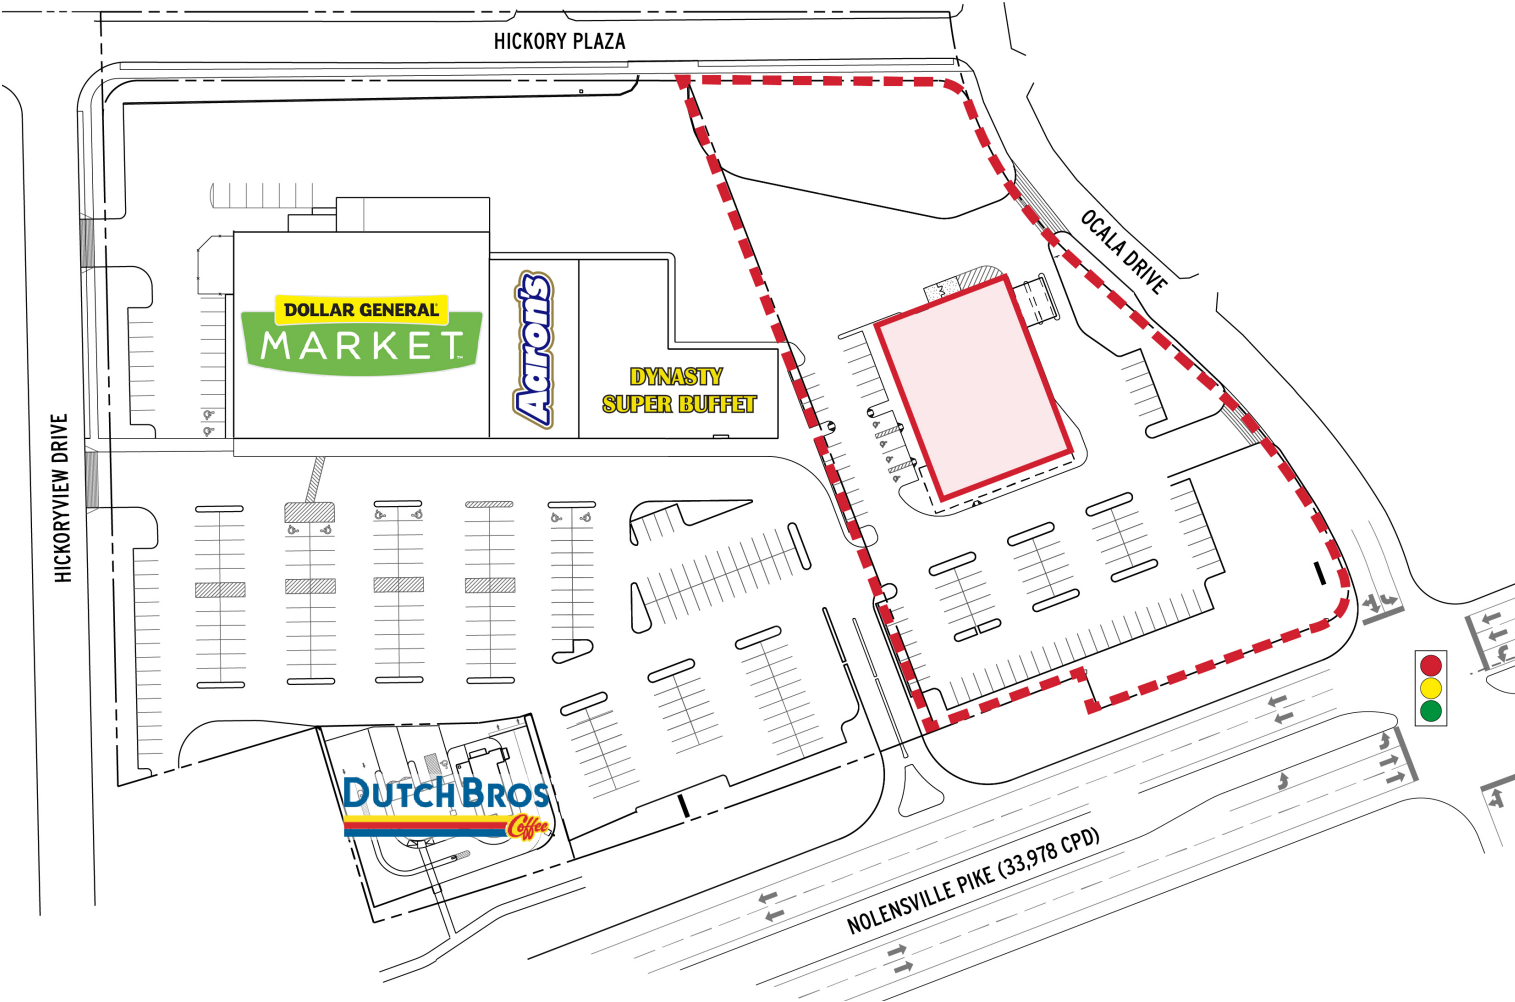 HICKORY PLAZA
OCALA DRIVE
DOLLAR GENERAL
MARKET
Aaron's
DYNASTY
SUPER BUFFET
HICKORYVIEW DRIVE
DUTCH BROS
Coffee
NOLENSVILLE PIKE (33,978 CPD)